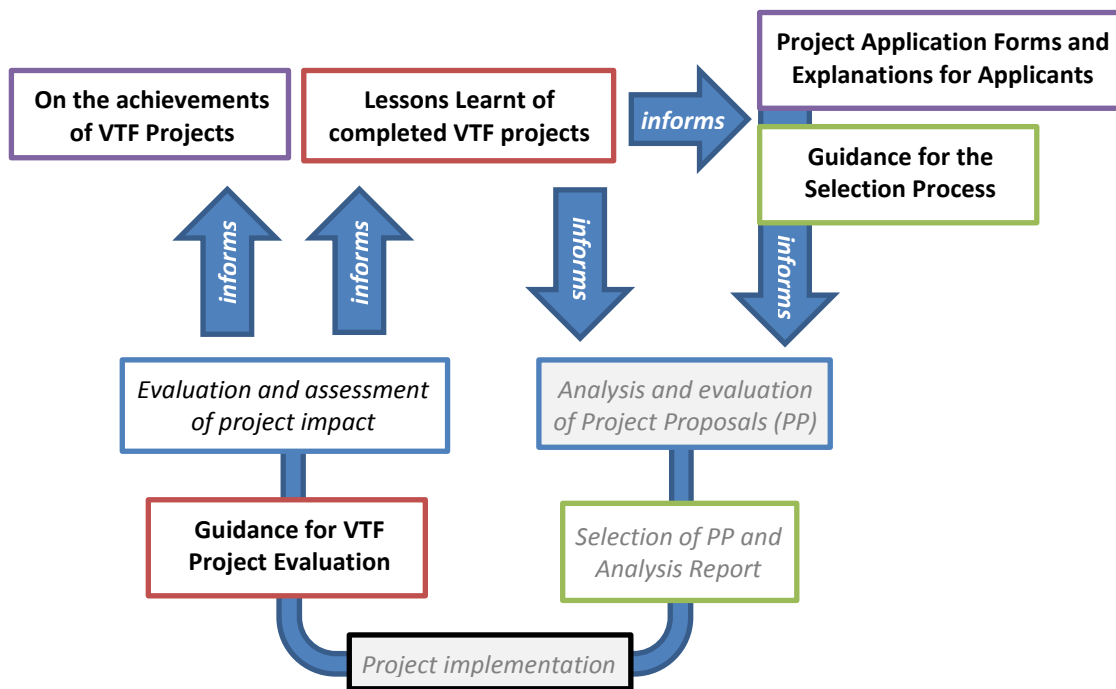 Project Application Forms and
Explanations for Applicants
On the achievements
of VTF Projects
Lessons Learnt of
completed VTF projects
informs
Guidance for the
Selection Process
informs
informs
informs
informs
Evaluation and assessment
of project impact
Analysis and evaluation
of Project Proposals (PP)
Guidance for VTF
Project Evaluation
Selection of PP and
Analysis Report
Project implementation